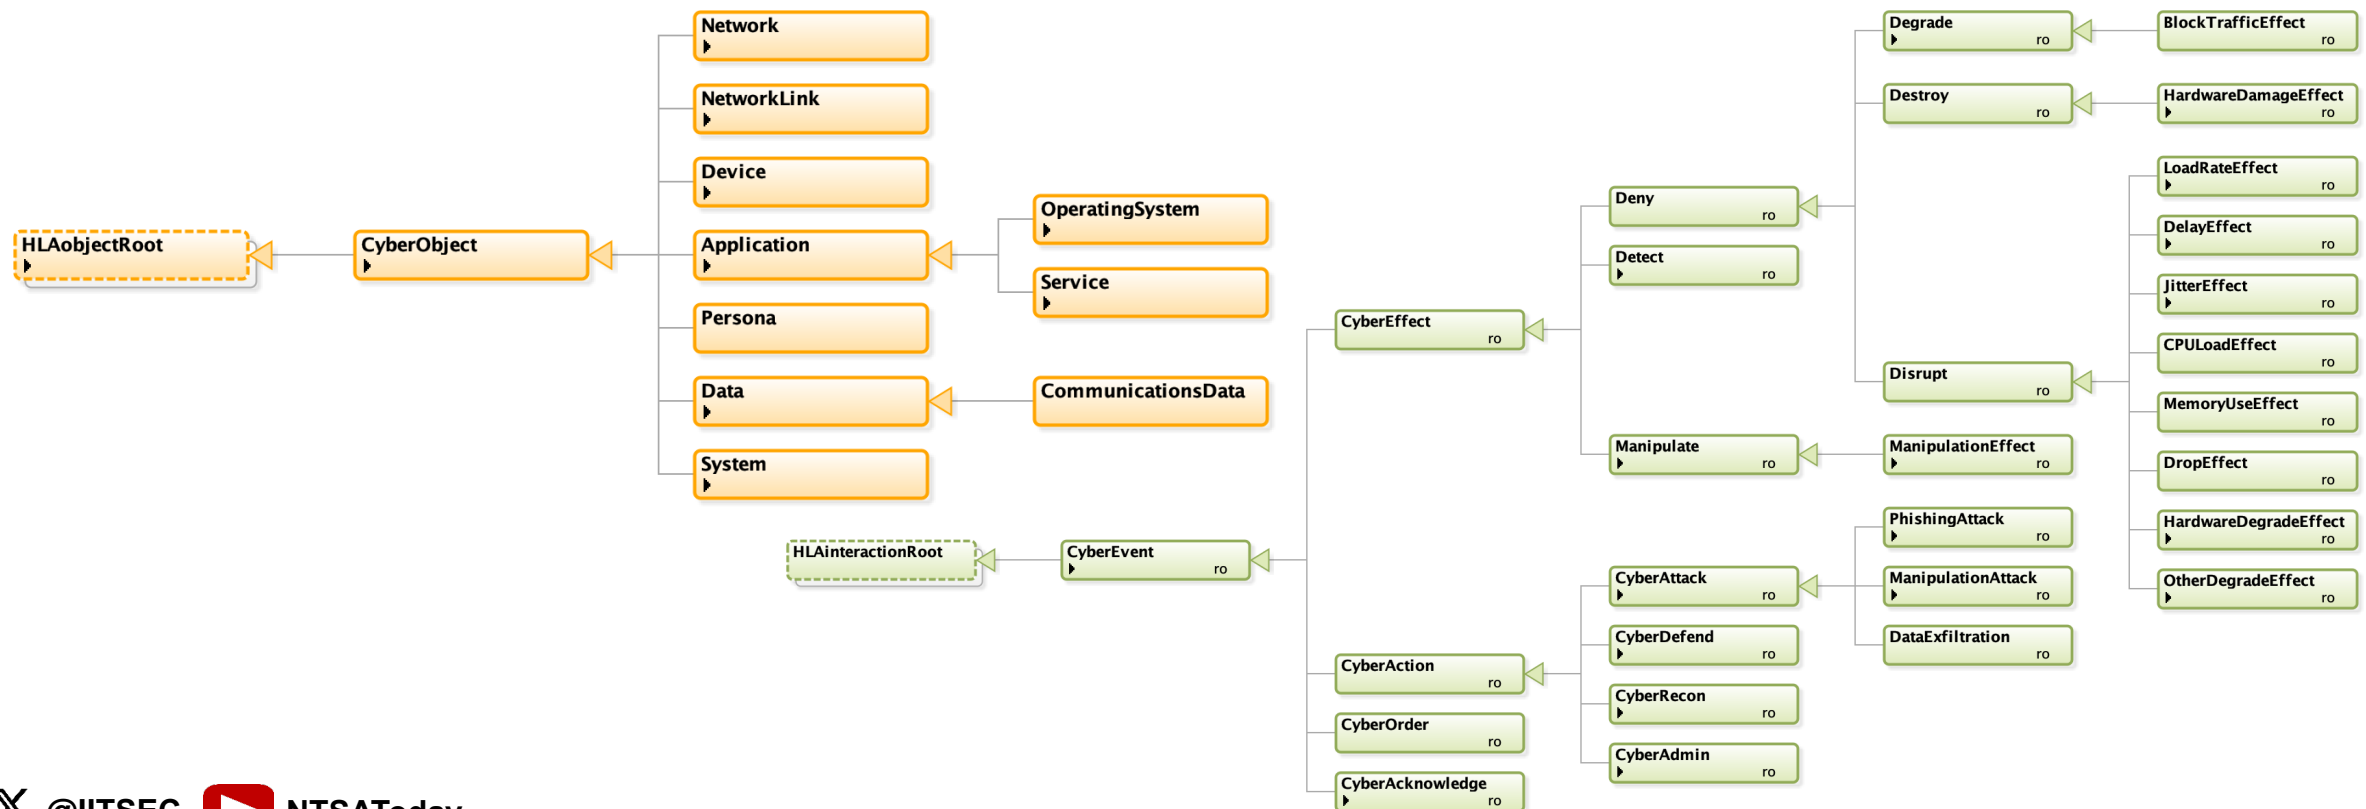 Network
NetworkLink
Device
HLAobjectRoot
CyberObject
Application
OperatingSystem
Service
Persona
Data
CommunicationsData
System
HLAinteractionRoot
CyberEvent
ro
CyberEffect
ro
Deny
ro
Detect
ro
Manipulate
ro
ManipulationEffect
ro
Degrade
ro
BlockTrafficEffect
ro
Destroy
ro
HardwareDamageEffect
ro
Disrupt
ro
LoadRateEffect
ro
DelayEffect
ro
JitterEffect
ro
CPULoadEffect
ro
MemoryUseEffect
ro
DropEffect
ro
HardwareDegradeEffect
ro
OtherDegradeEffect
ro
CyberAction
ro
CyberAttack
ro
PhishingAttack
ro
ManipulationAttack
ro
DataExfiltration
ro
CyberDefend
ro
CyberRecon
ro
CyberAdmin
ro
CyberOrder
ro
CyberAcknowledge
ro
@IITSEC NTSAToday